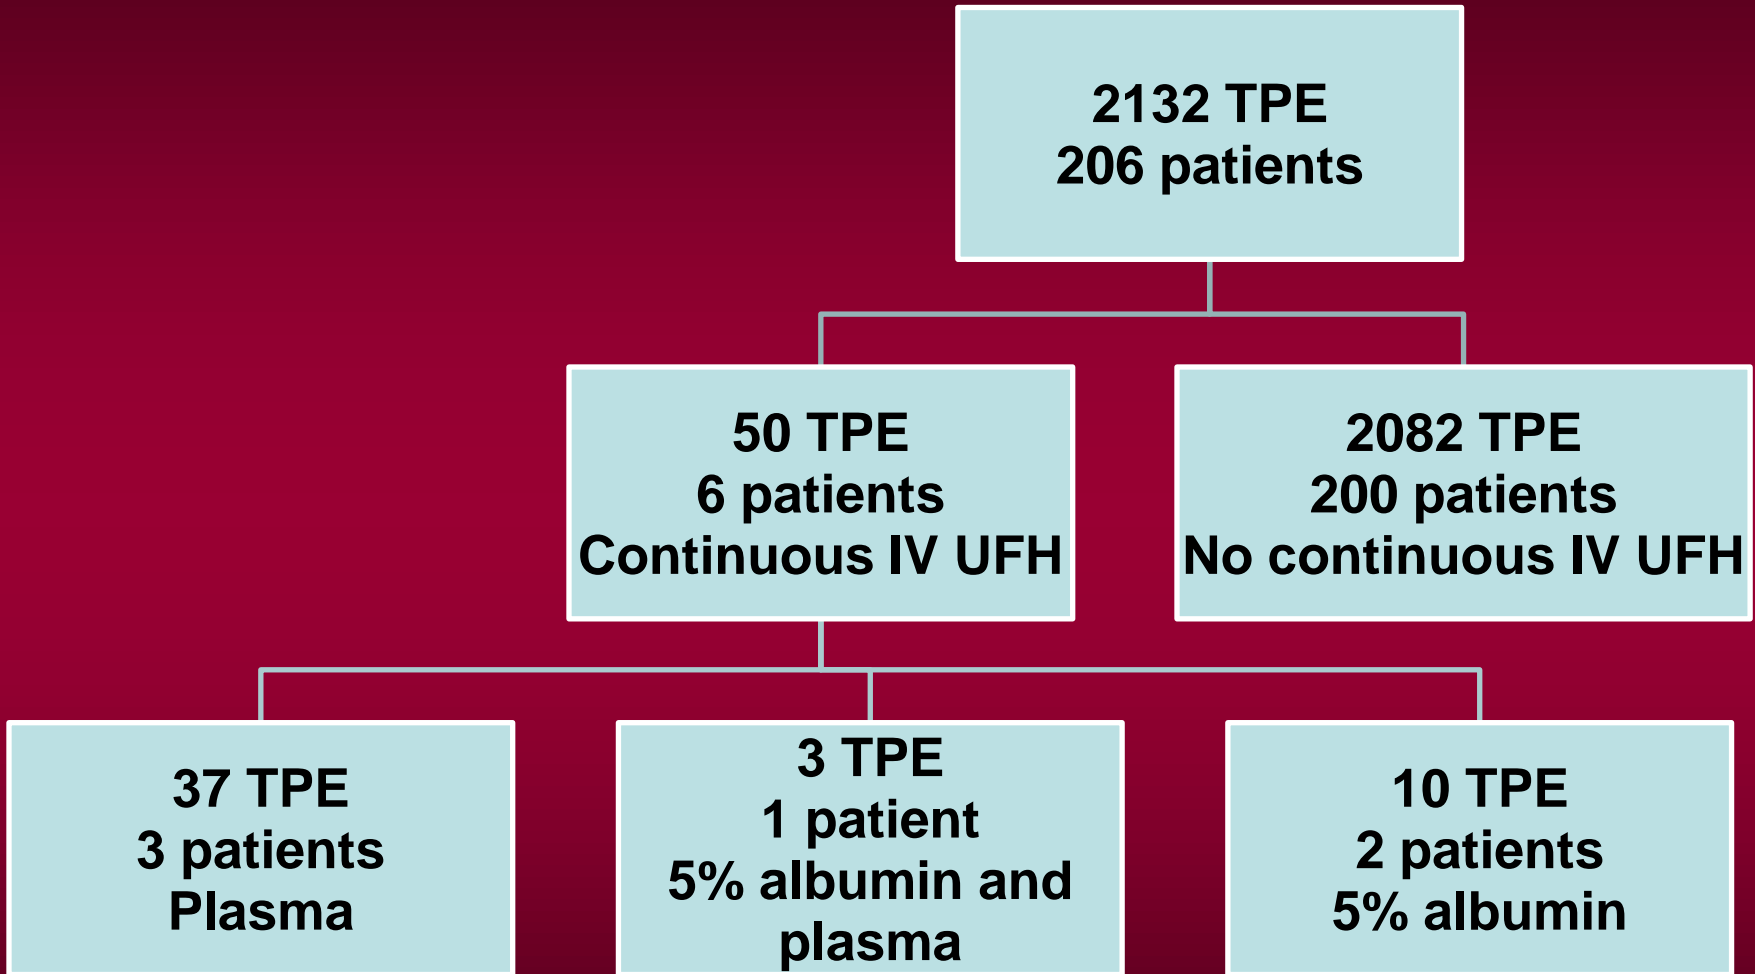 2132 TPE
206 patients
50 TPE
6 patients
Continuous IV UFH
2082 TPE
200 patients
No continuous IV UFH
37 TPE
3 patients
Plasma
3 TPE
1 patient
5% albumin and
plasma
10 TPE
2 patients
5% albumin